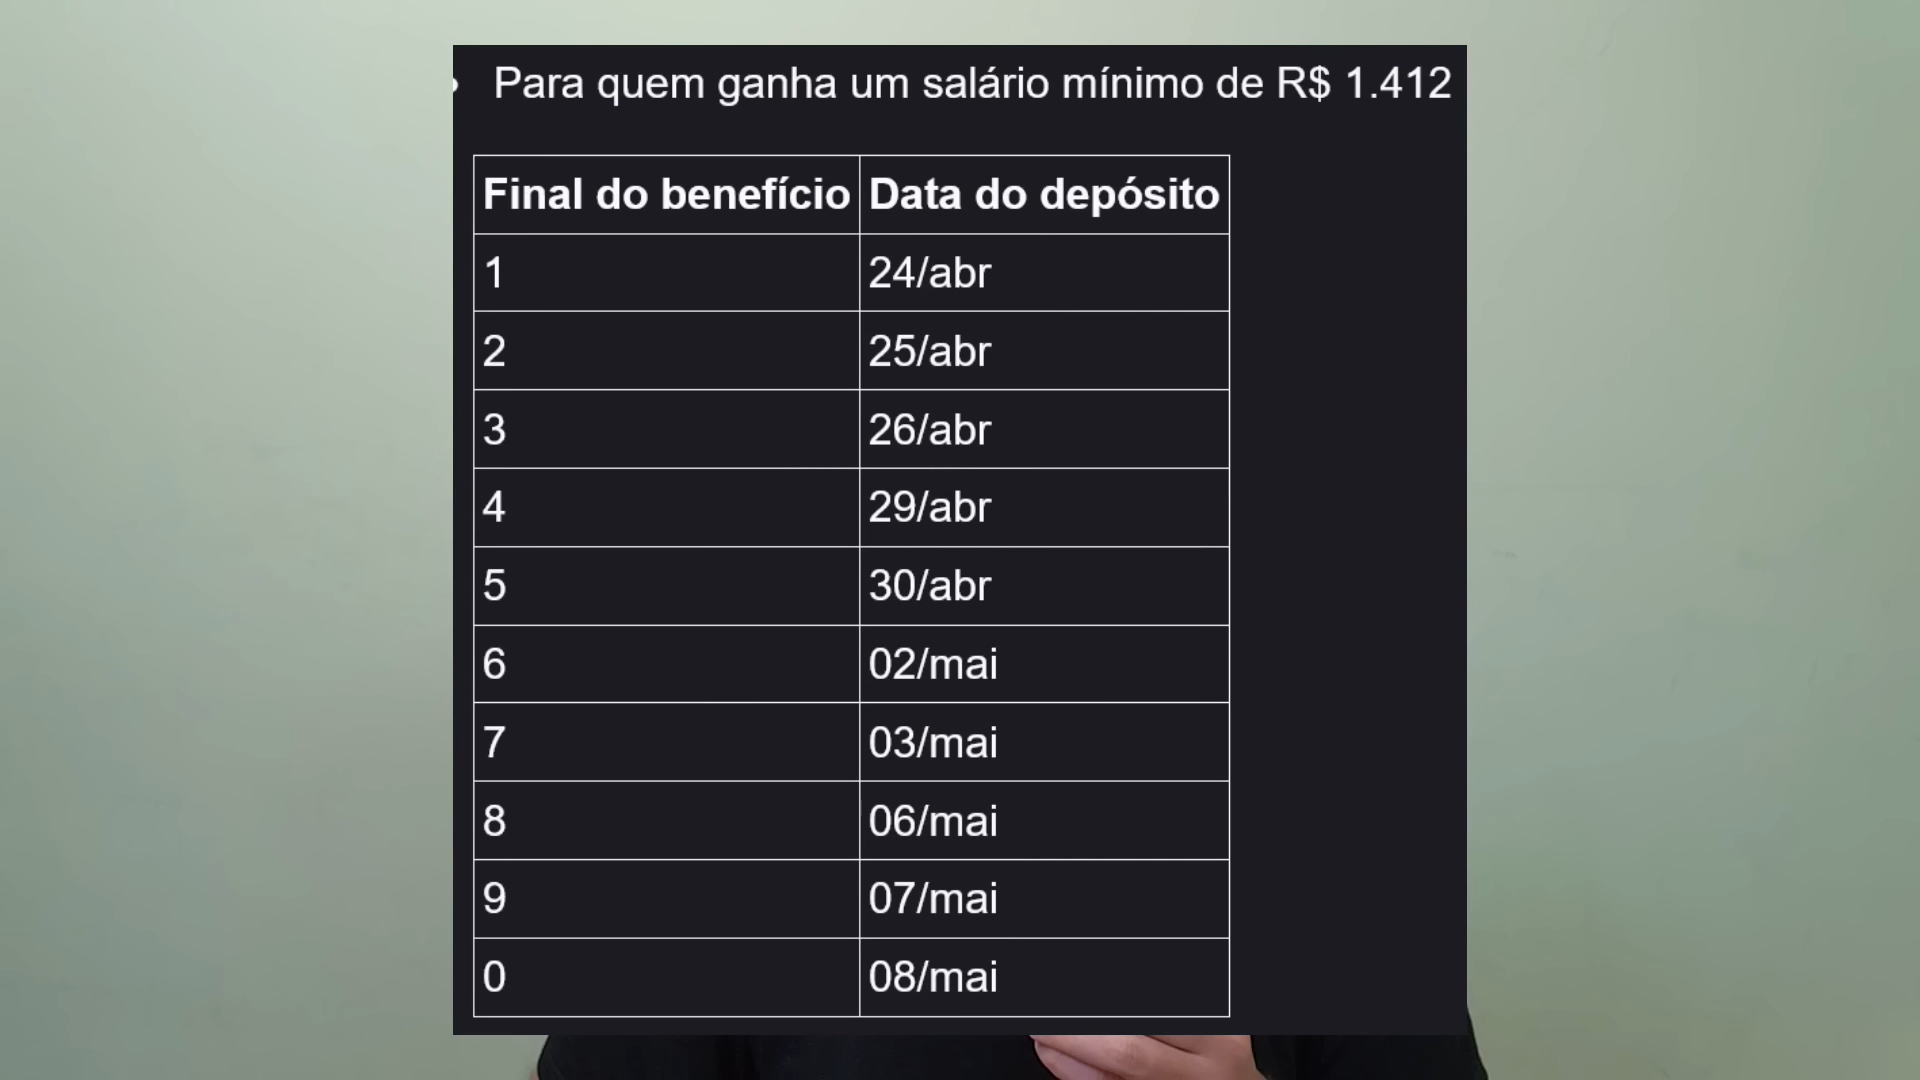 Para quem ganha um salário mínimo de R$ 1.412
Final do benefício Data do depósito
1 24/abr
2 25/abr
3 26/abr
4 29/abr
5 30/abr
6 02/mai
7 03/mai
8 06/mai
9 07/mai
0 08/mai